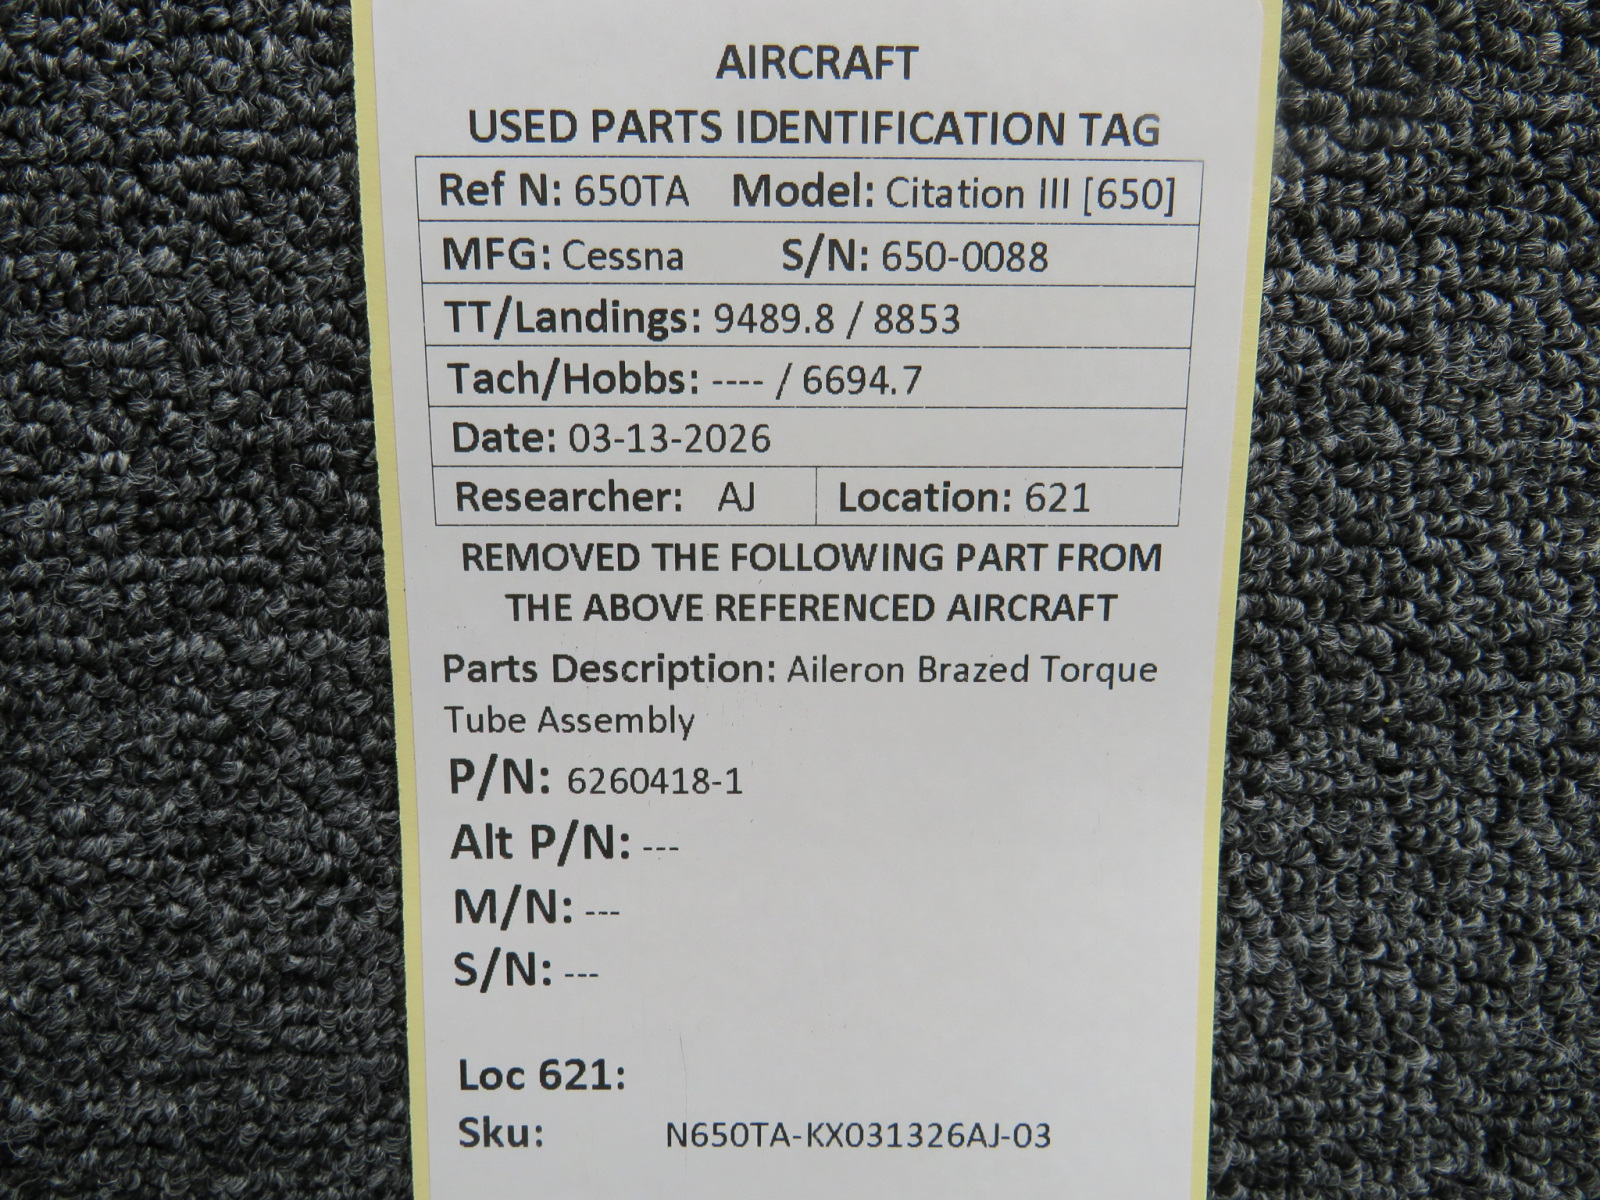 AIRCRAFT
USED PARTS IDENTIFICATION TAG
Ref N: 650TA Model: Citation III [650]
MFG: Cessna S/N: 650-0088
TT/Landings: 9489.8 / 8853
Tach/Hobbs: ---- / 6694.7
Date: 03-13-2026
Researcher: AJ Location: 621
REMOVED THE FOLLOWING PART FROM
THE ABOVE REFERENCED AIRCRAFT
Parts Description: Aileron Brazed Torque
Tube Assembly
P/N: 6260418-1
Alt P/N: ---
M/N: ---
S/N: ---
Loc 621:
Sku: N650TA-KX031326AJ-03